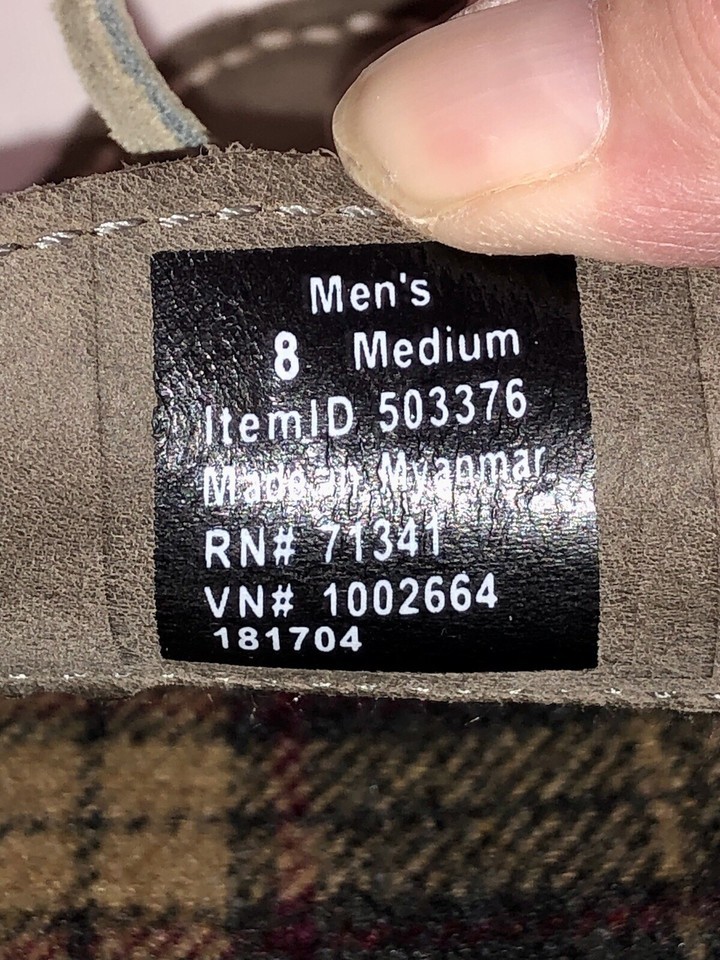 Men's
8 Medium
ItemID 503376
Made in Myanmar
RN# 71341
VN# 1002664
181704